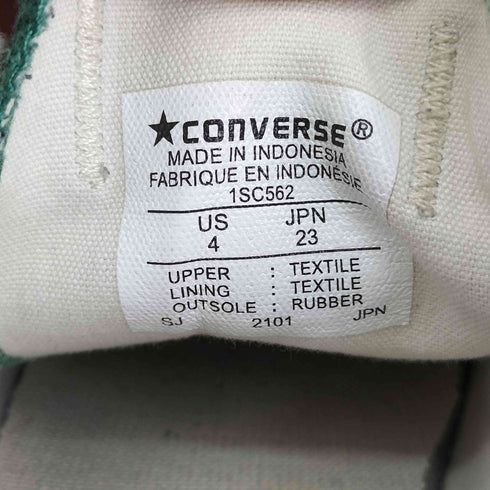 ★CONVERSE®
MADE IN INDONESIA
FABRIQUE EN INDONÉSIE
1SC562
US JPN
4 23
UPPER : TEXTILE
LINING : TEXTILE
OUTSOLE : RUBBER
SJ 2101 JPN